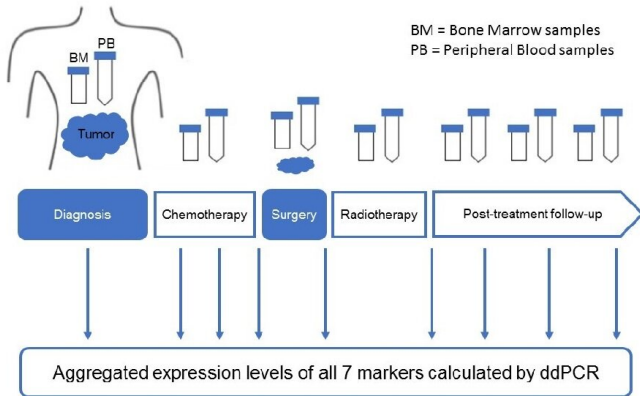 BM = Bone Marrow samples
PB = Peripheral Blood samples
PB
BM
Tumor
Diagnosis
Chemotherapy
Surgery
Radiotherapy
Post-treatment follow-up
Aggregated expression levels of all 7 markers calculated by ddPCR